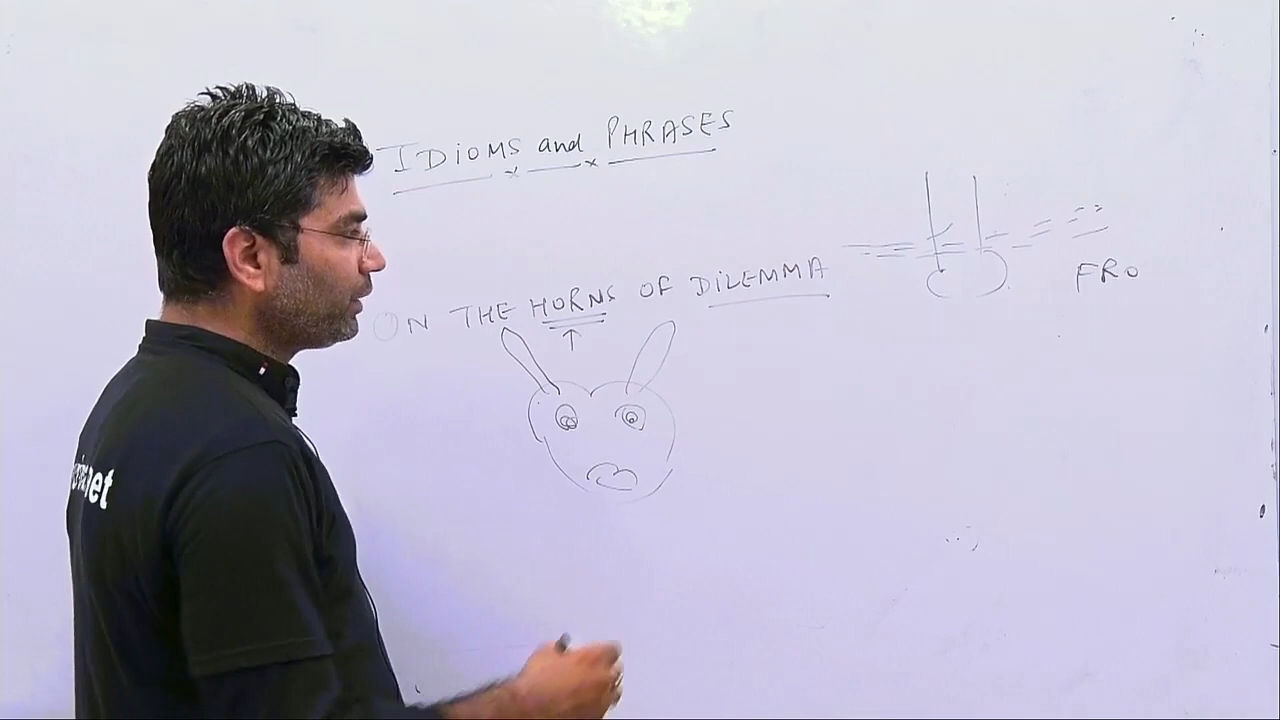 IDIOMS and PHRASES
ON THE HORNS OF DILEMMA
FRO